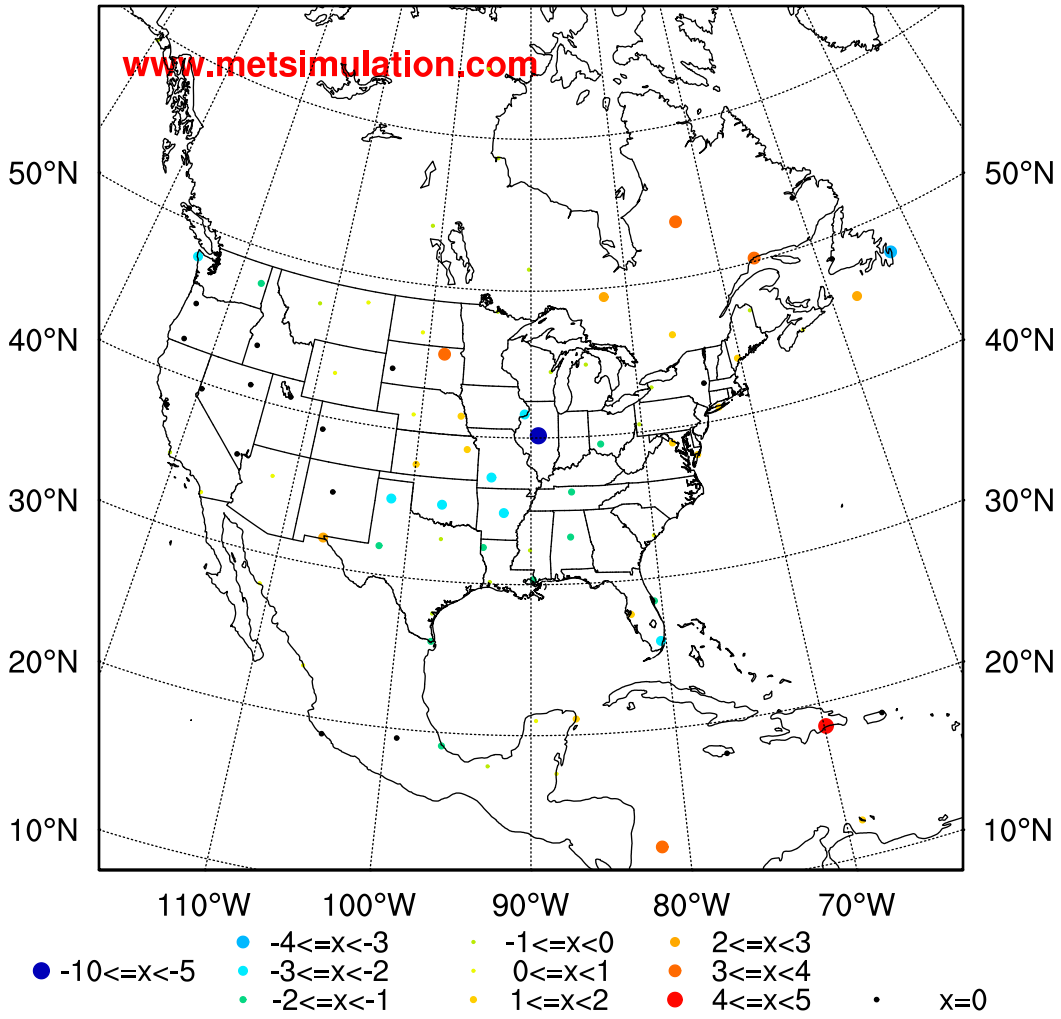 www.metsimulation.com
50°N 50°N
40°N 40°N
30°N 30°N
20°N 20°N
10°N 10°N
110°W 100°W 90°W 80°W 70°W
-4<=x<-3 -1<=x<0 2<=x<3
-10<=x<-5 -3<=x<-2 0<=x<1 3<=x<4
-2<=x<-1 1<=x<2 4<=x<5 x=0